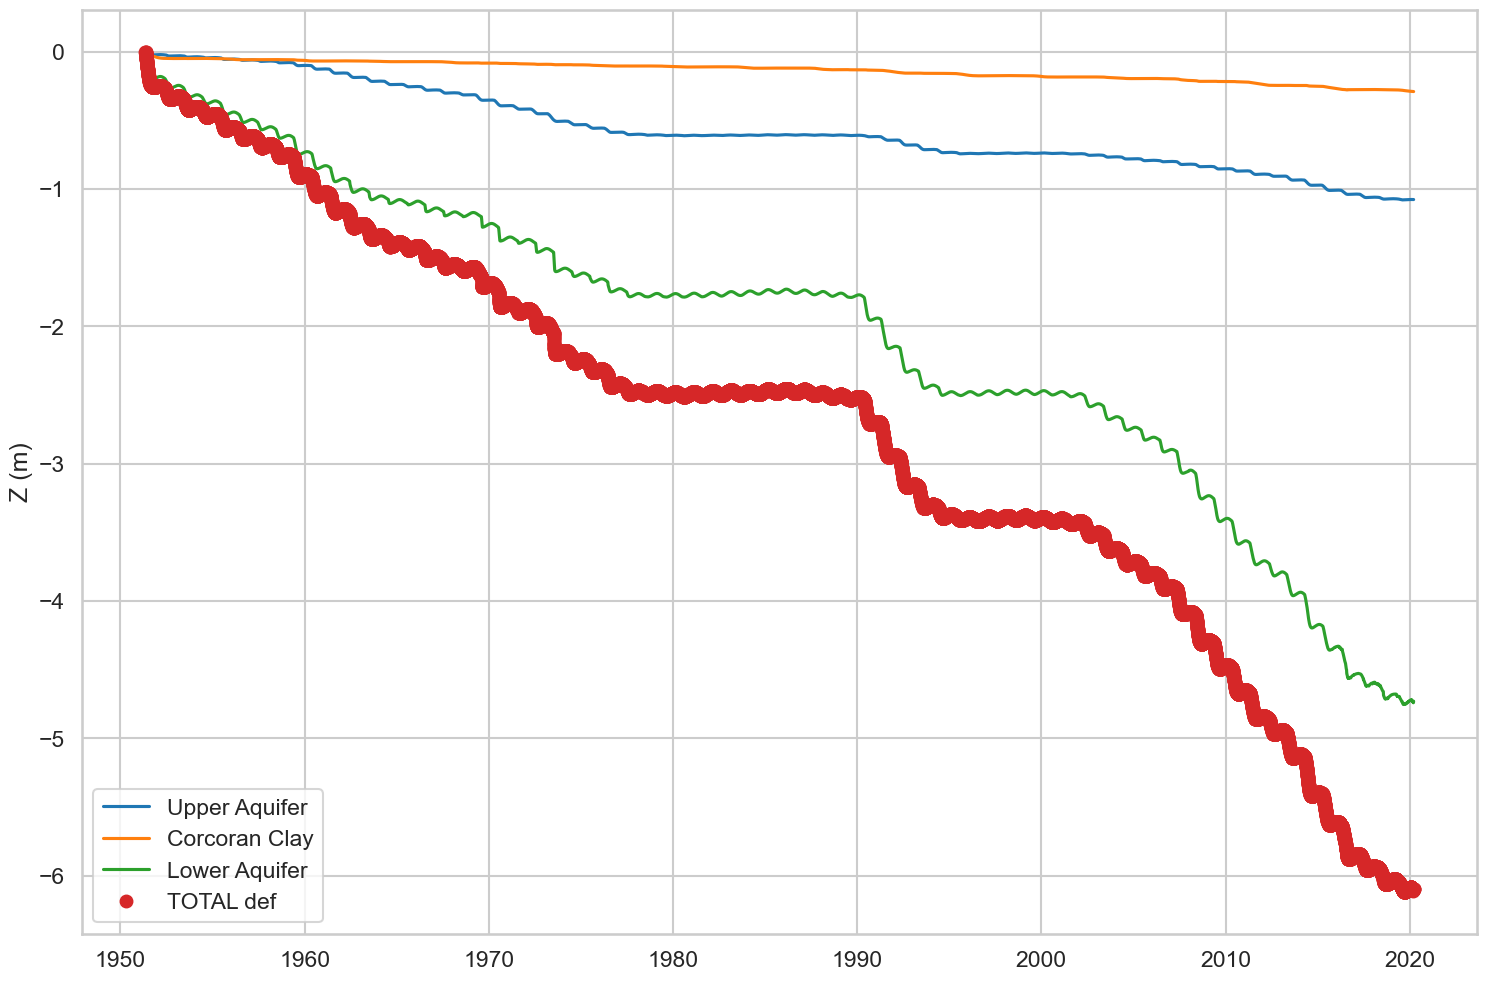 Z (m)
0
−1
−2
−3
−4
−5
−6
Upper Aquifer
Corcoran Clay
Lower Aquifer
TOTAL def
1950 1960 1970 1980 1990 2000 2010 2020